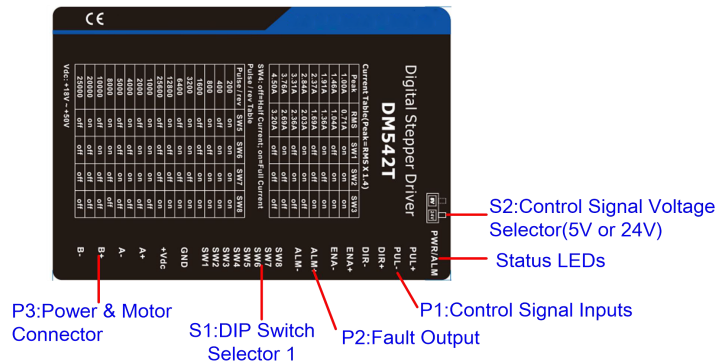 CE
Digital Stepper Driver
DM542T
Current Table(Peak=RMS X 1.4)
Peak RMS SW1 SW2 SW3
1.00A 0.71A on on on
1.46A 1.04A off on on
1.91A 1.36A on off on
2.37A 1.69A off off on
2.84A 2.03A on on off
3.31A 2.36A off on off
3.76A 2.69A on off off
4.50A 3.20A off off off
SW4: off=Half Current; on=Full Current
Pulse /rev Table
Pulse/rev SW5 SW6 SW7 SW8
200 on on on on
400 off on on on
800 on off on on
1600 off off on on
3200 on on off on
6400 off on off on
12800 on off off on
25600 off off off on
1000 on on on off
2000 off on on off
4000 on off on off
5000 off off on off
8000 on on off off
10000 off on off off
20000 on off off off
25000 off off off off
Vdc: +18V ~ +50V
5V 24V
PWR/ALM
PUL+
PUL-
DIR+
DIR-
ENA+
ENA-
ALM+
ALM-
SW8
SW7
SW6
SW5
SW4
SW3
SW2
SW1
GND
+Vdc
A+
A-
B+
B-
S2:Control Signal Voltage
Selector(5V or 24V)
Status LEDs
P1:Control Signal Inputs
P2:Fault Output
S1:DIP Switch
Selector 1
P3:Power & Motor
Connector